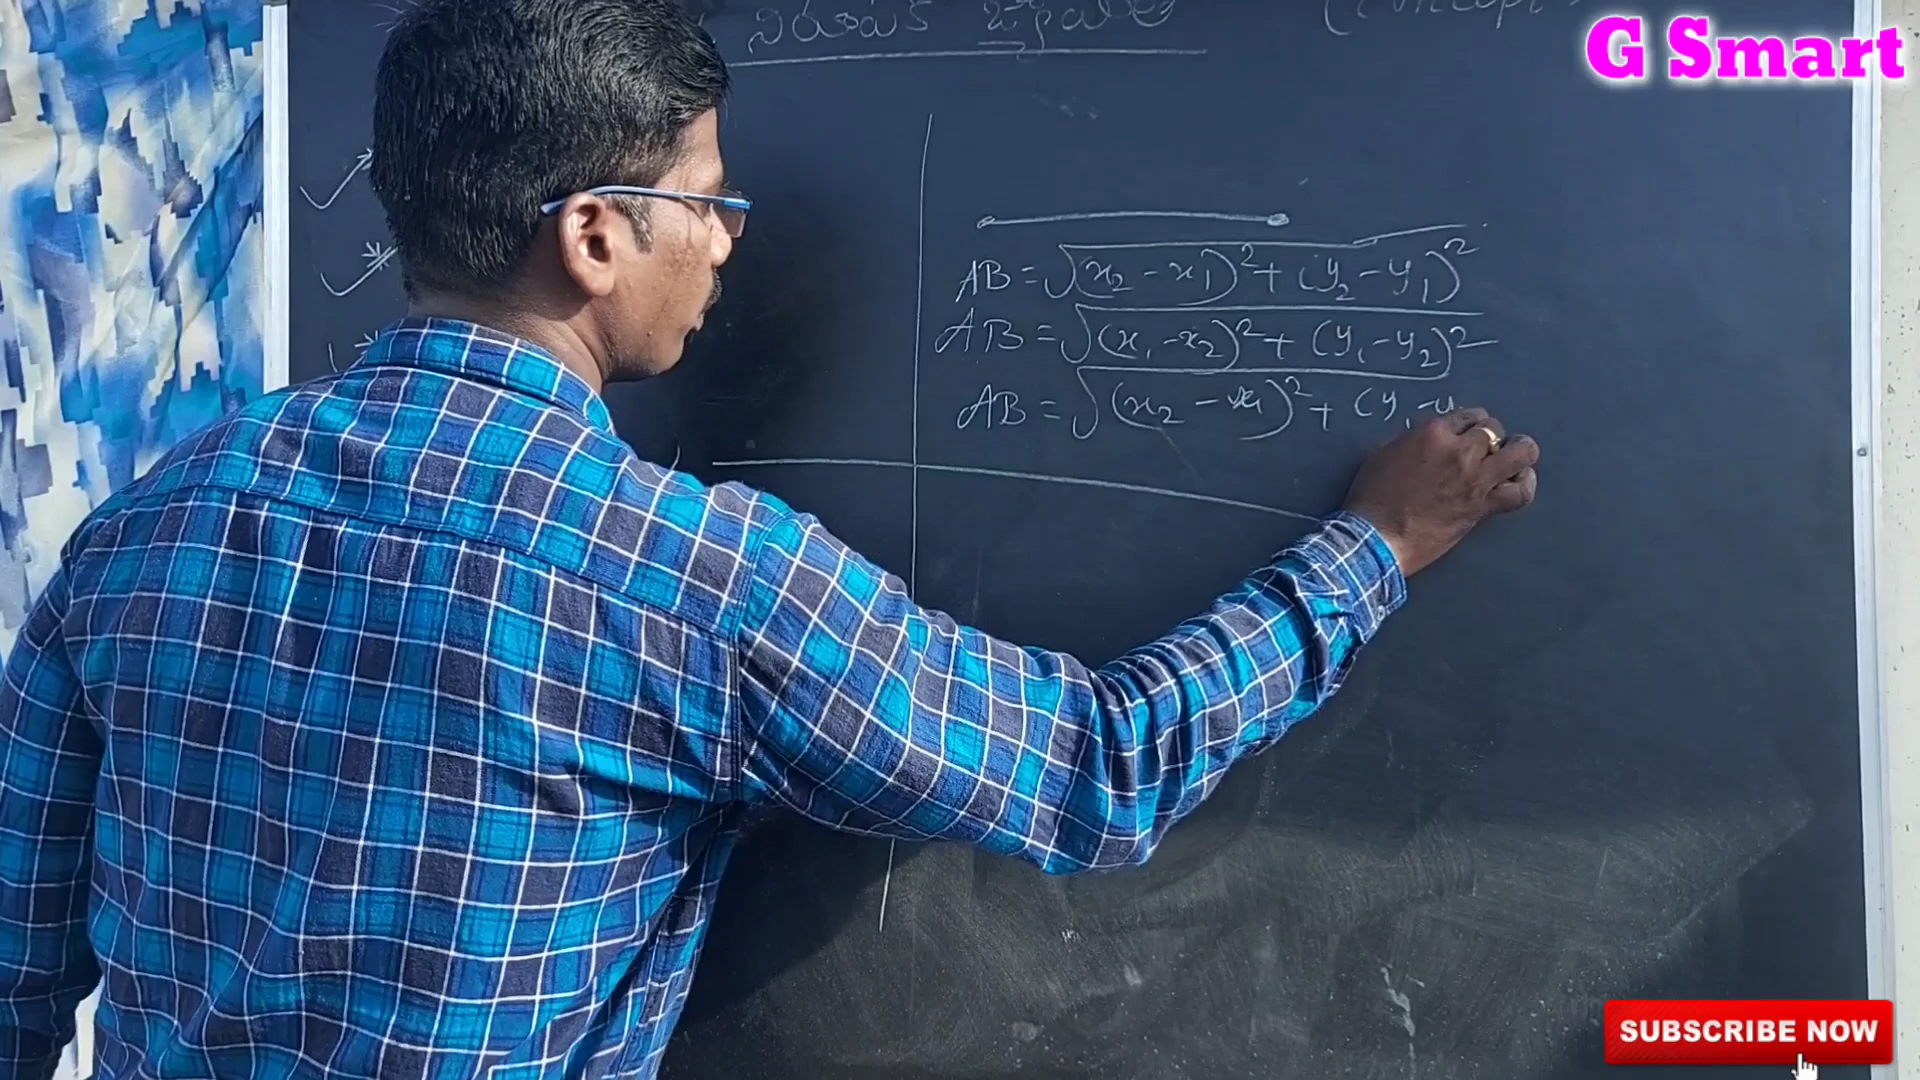 నిరూపక జ్యామితి
G Smart
AB = √(x₂ - x₁)² + (y₂ - y₁)²
AB = √(x₁ - x₂)² + (y₁ - y₂)²
AB = √(x₂ - x₁)² + (y₁ - y
SUBSCRIBE NOW